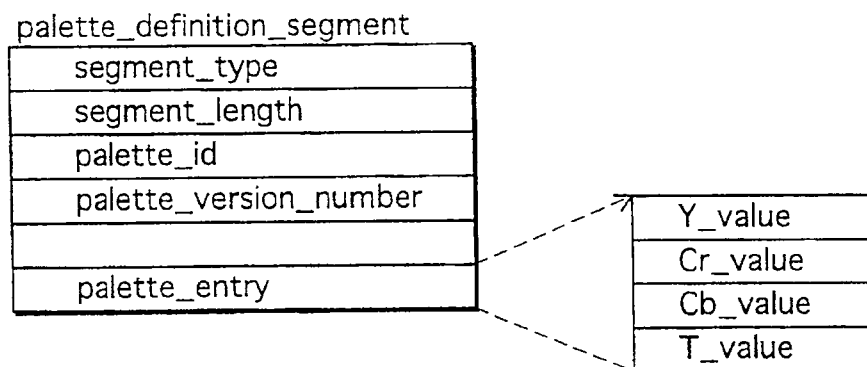 palette_definition_segment
segment_type
segment_length
palette_id
palette_version_number
palette_entry
Y_value
Cr_value
Cb_value
T_value